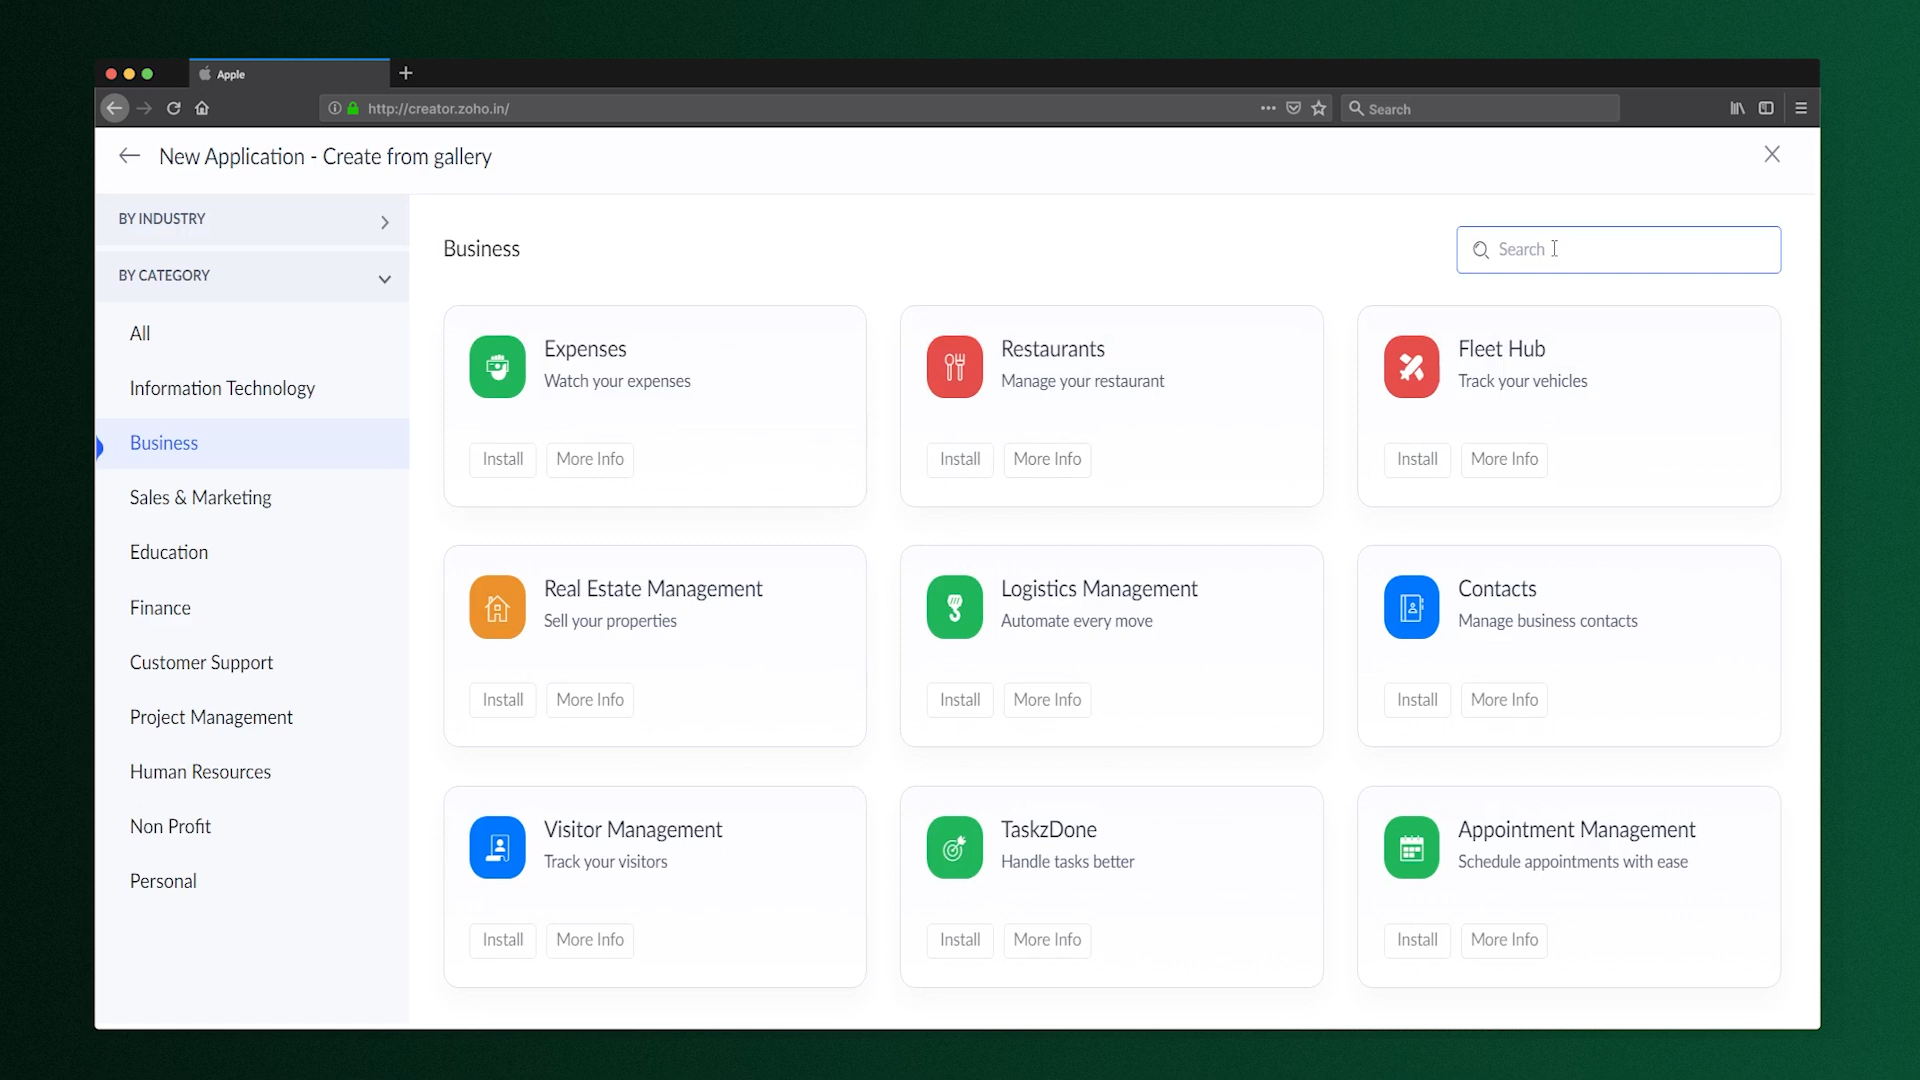 Apple
http://creator.zoho.in/
Search
New Application - Create from gallery
BY INDUSTRY
BY CATEGORY
All
Information Technology
Business
Sales & Marketing
Education
Finance
Customer Support
Project Management
Human Resources
Non Profit
Personal
Business
Search
Expenses
Watch your expenses
Install
More Info
Restaurants
Manage your restaurant
Install
More Info
Fleet Hub
Track your vehicles
Install
More Info
Real Estate Management
Sell your properties
Install
More Info
Logistics Management
Automate every move
Install
More Info
Contacts
Manage business contacts
Install
More Info
Visitor Management
Track your visitors
Install
More Info
TaskzDone
Handle tasks better
Install
More Info
Appointment Management
Schedule appointments with ease
Install
More Info